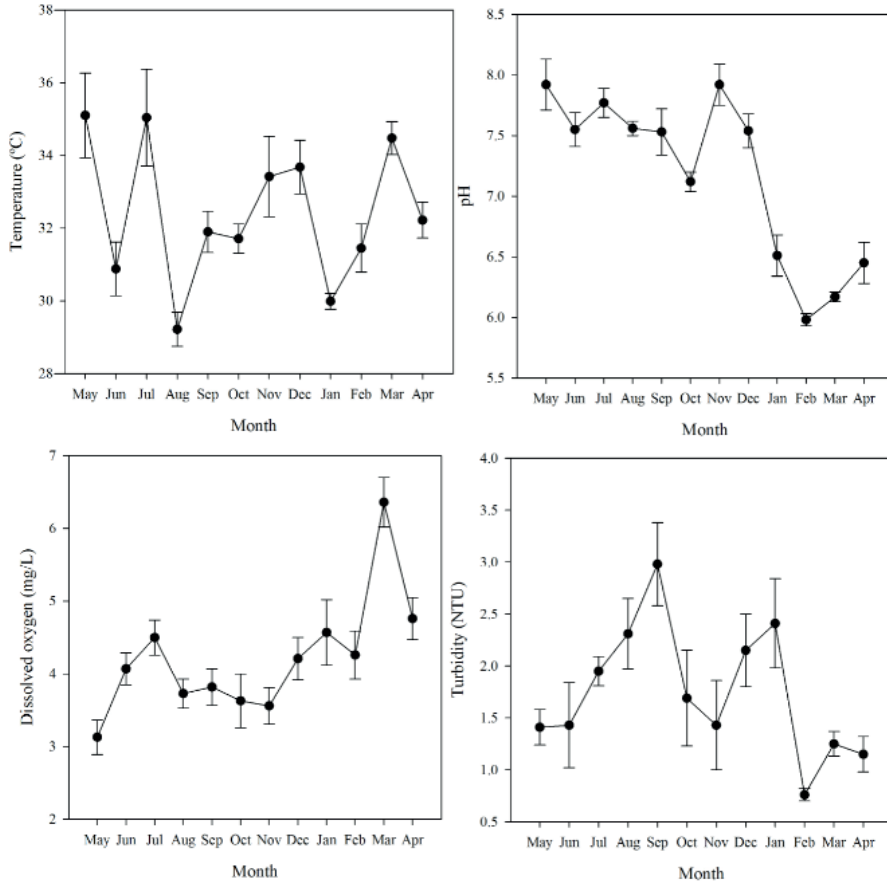 38
36
34
32
30
28
Temperature (°C)
May Jun Jul Aug Sep Oct Nov Dec Jan Feb Mar Apr
Month
8.5
8.0
7.5
7.0
6.5
6.0
5.5
pH
May Jun Jul Aug Sep Oct Nov Dec Jan Feb Mar Apr
Month
7
6
5
4
3
2
Dissolved oxygen (mg/L)
May Jun Jul Aug Sep Oct Nov Dec Jan Feb Mar Apr
Month
4.0
3.5
3.0
2.5
2.0
1.5
1.0
0.5
Turbidity (NTU)
May Jun Jul Aug Sep Oct Nov Dec Jan Feb Mar Apr
Month